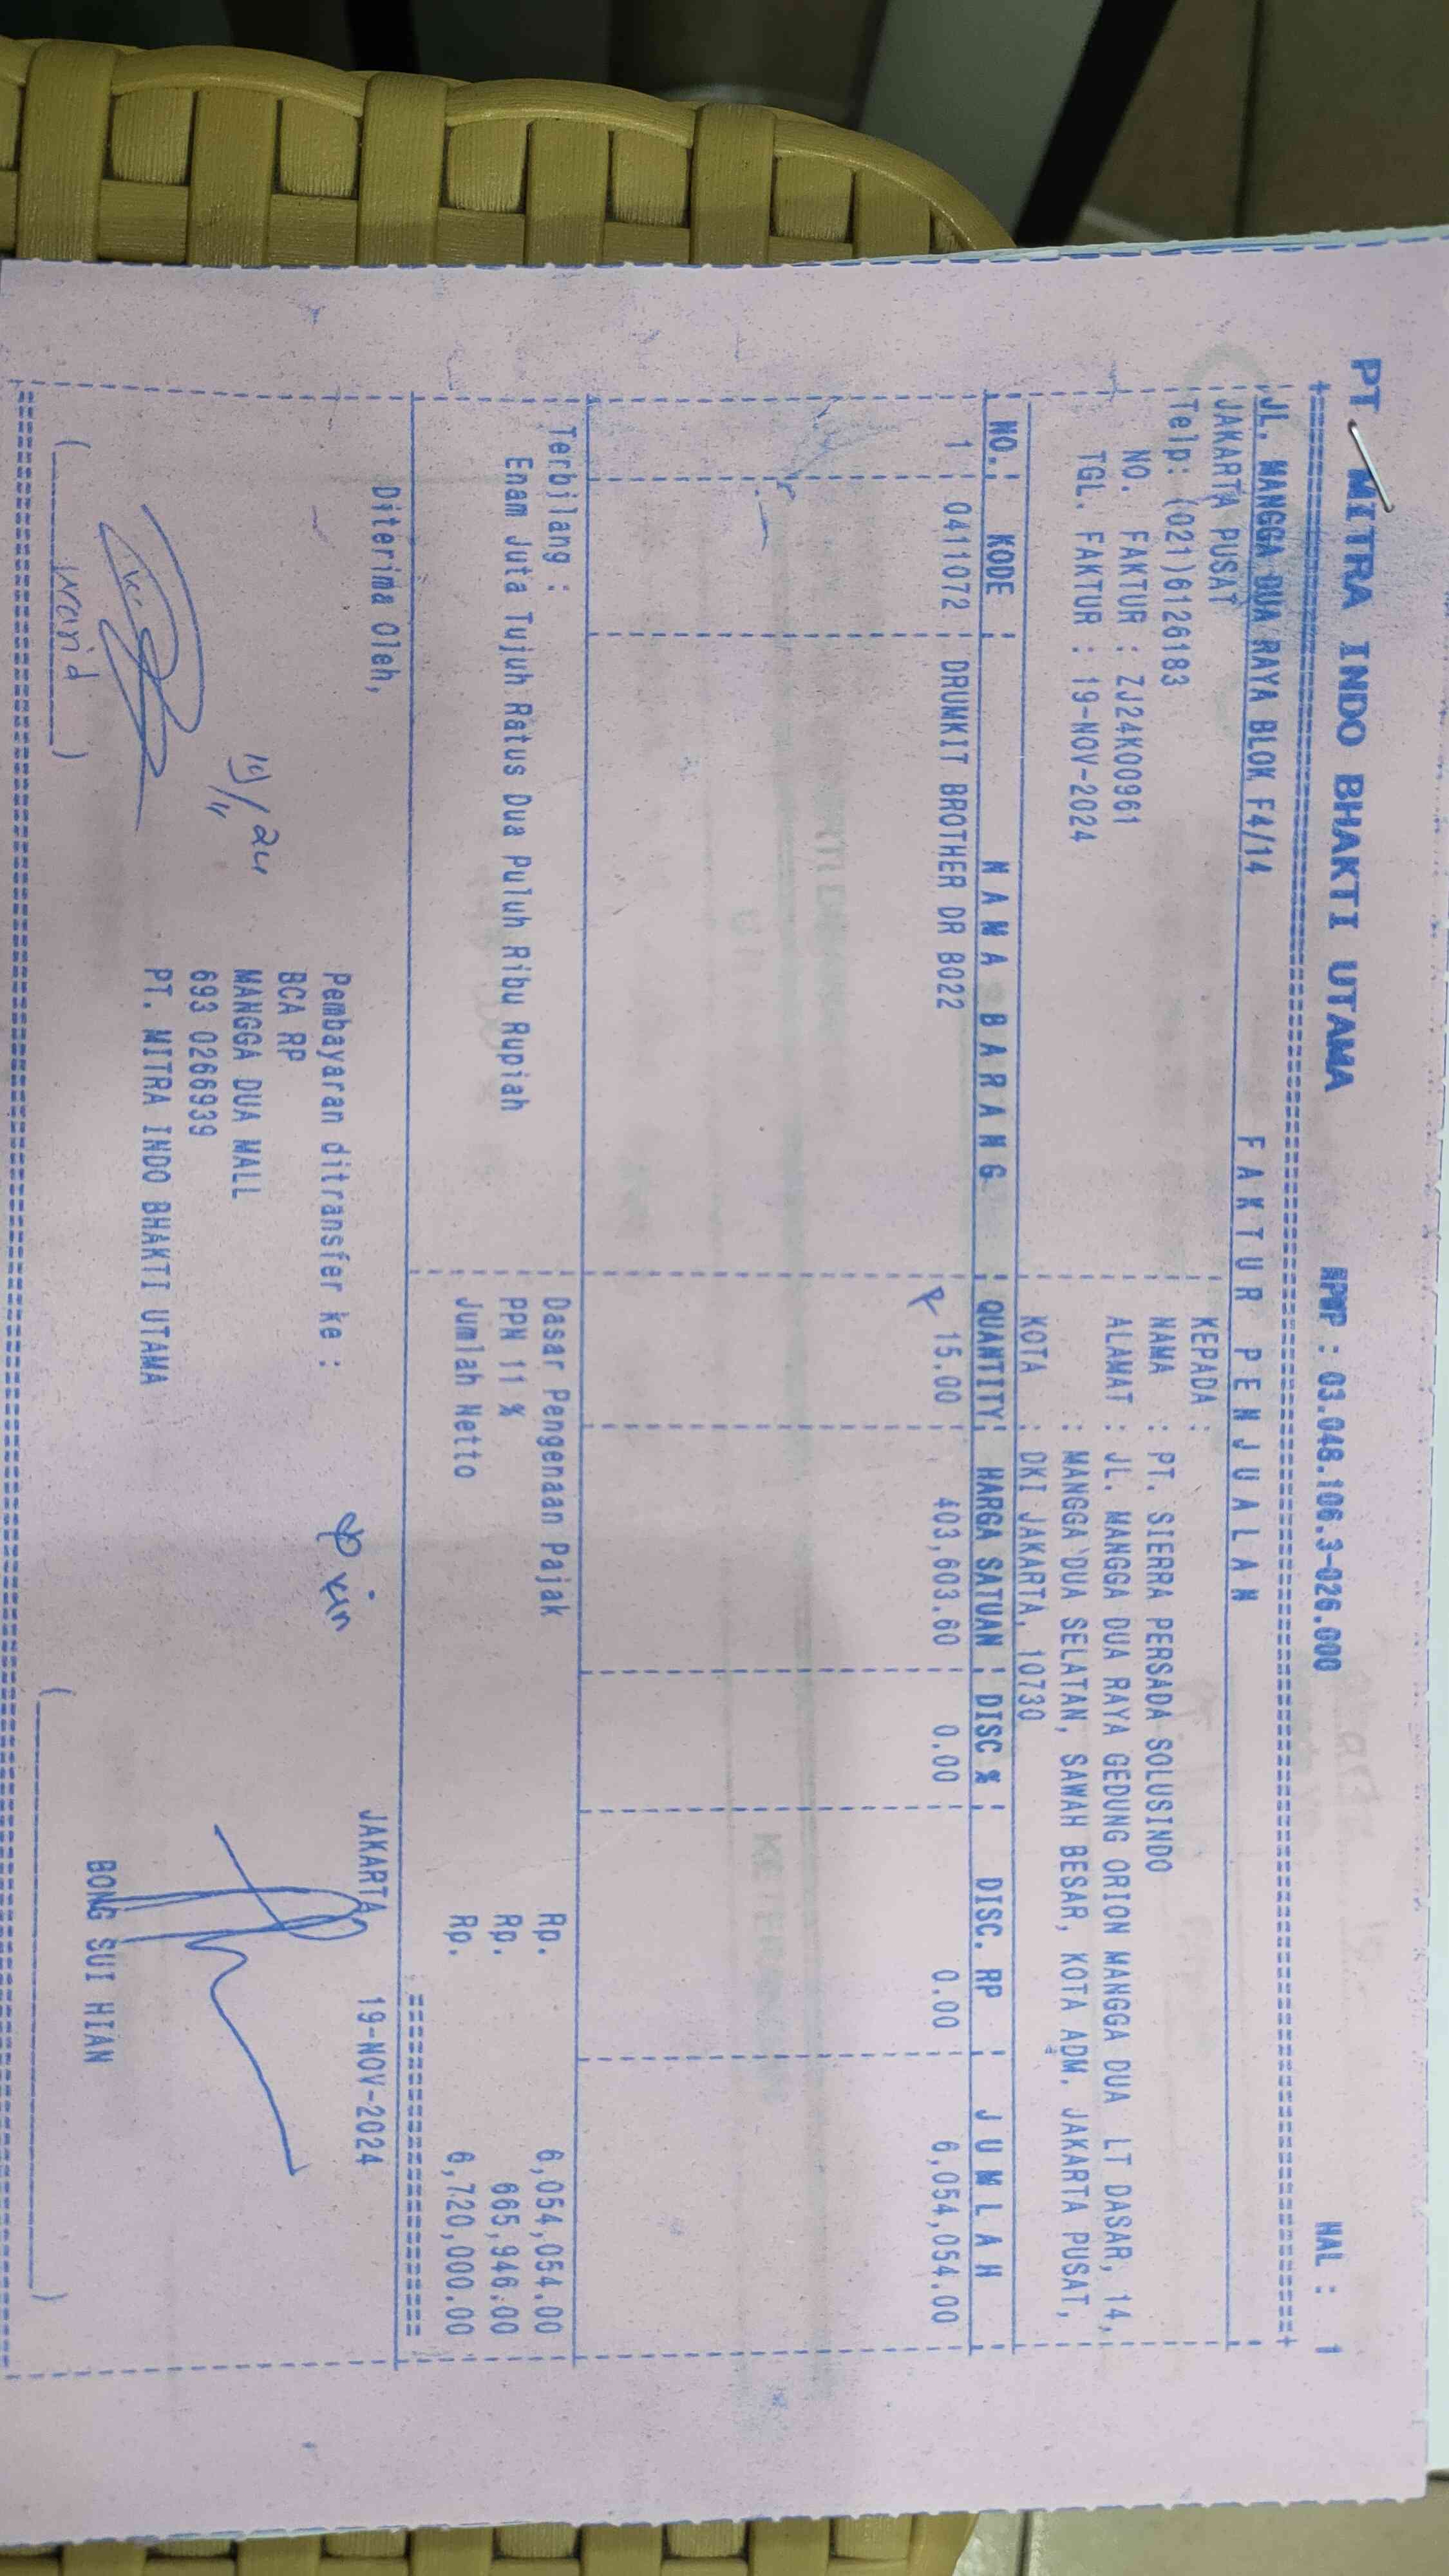 PT. MITRA INDO BHAKTI UTAMA NPWP : 03.048.106.3-026.000 HAL : 1
JL. MANGGA DUA RAYA BLOK F4/14 F A K T U R P E N J U A L A N
JAKARTA PUSAT KEPADA :
Telp: (021)6126183 NAMA : PT. SIERRA PERSADA SOLUSINDO
NO. FAKTUR : ZJ24K00961 ALAMAT : JL. MANGGA DUA RAYA GEDUNG ORION MANGGA DUA LT DASAR, 14,
TGL. FAKTUR : 19-NOV-2024 : MANGGA DUA SELATAN, SAWAH BESAR, KOTA ADM. JAKARTA PUSAT,
KOTA : DKI JAKARTA, 10730
NO. KODE N A M A B A R A N G QUANTITY HARGA SATUAN DISC % DISC. RP J U M L A H
1 0411072 DRUMKIT BROTHER DR B022 15.00 403,603.60 0.00 0.00 6,054,054.00
Terbilang : Dasar Pengenaan Pajak Rp. 6,054,054.00
Enam Juta Tujuh Ratus Dua Puluh Ribu Rupiah PPN 11 % Rp. 665,946.00
Jumlah Netto Rp. 6,720,000.00
Diterima Oleh, JAKARTA 19-NOV-2024
Pembayaran ditransfer ke :
BCA RP
MANGGA DUA MALL
19/11 24 693 0266939
PT. MITRA INDO BHAKTI UTAMA
BONG SUI HIAN